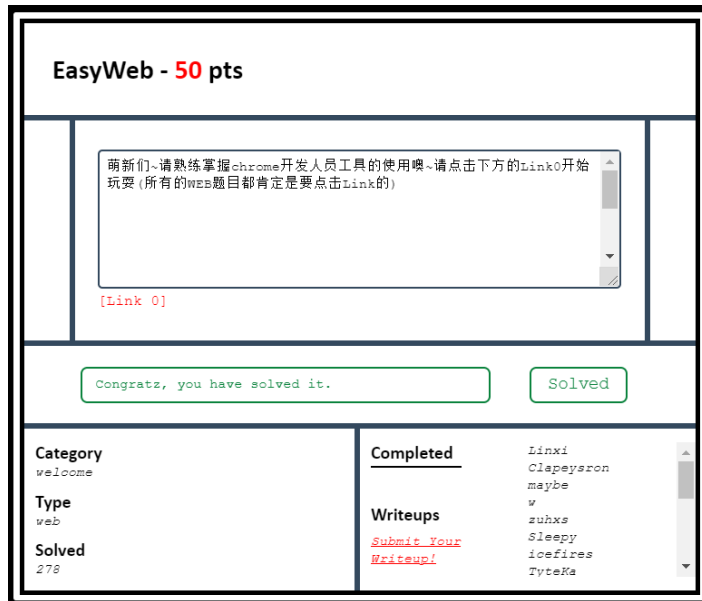 EasyWeb - 50 pts
萌新们~请熟练掌握chrome开发人员工具的使用噢~请点击下方的Link0开始
玩耍(所有的WEB题目都肯定是要点击Link的)
[Link 0]
Congratz, you have solved it.
Solved
Category
welcome
Type
web
Solved
278
Completed
Writeups
Submit Your
Writeup!
Linxi
Clapeysron
maybe
w
zuhxs
Sleepy
icefires
TyteKa